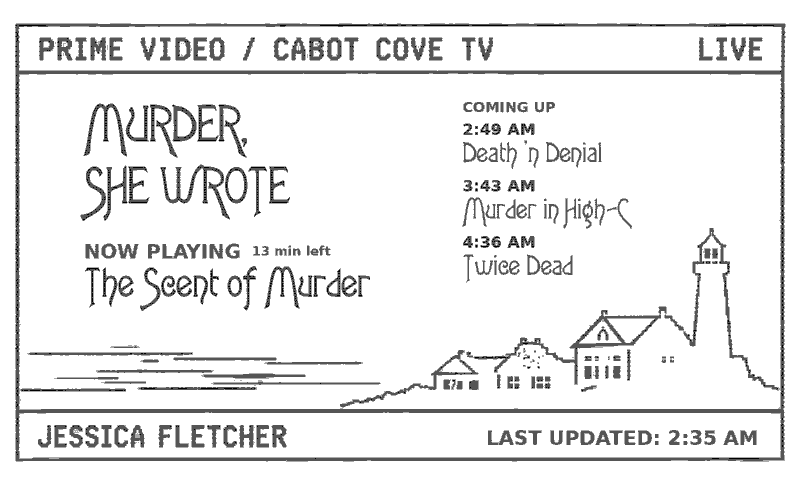 PRIME VIDEO / CABOT COVE TV
LIVE
MURDER,
SHE WROTE
NOW PLAYING 13 min left
The Scent of Murder
COMING UP
2:49 AM
Death 'n Denial
3:43 AM
Murder in High-C
4:36 AM
Twice Dead
JESSICA FLETCHER
LAST UPDATED: 2:35 AM